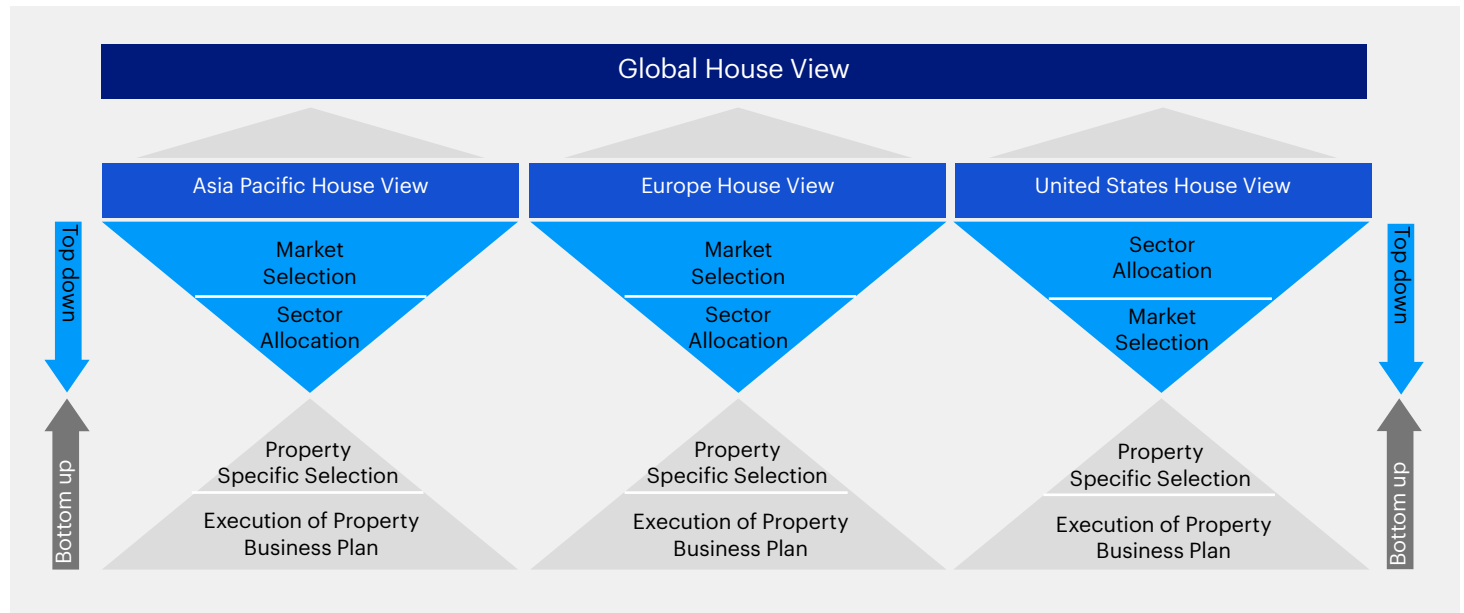 Global House View
Asia Pacific House View
Europe House View
United States House View
Top down
Market
Selection
Sector
Allocation
Market
Selection
Sector
Allocation
Sector
Allocation
Market
Selection
Top down
Bottom up
Property
Specific Selection
Execution of Property
Business Plan
Property
Specific Selection
Execution of Property
Business Plan
Property
Specific Selection
Execution of Property
Business Plan
Bottom up